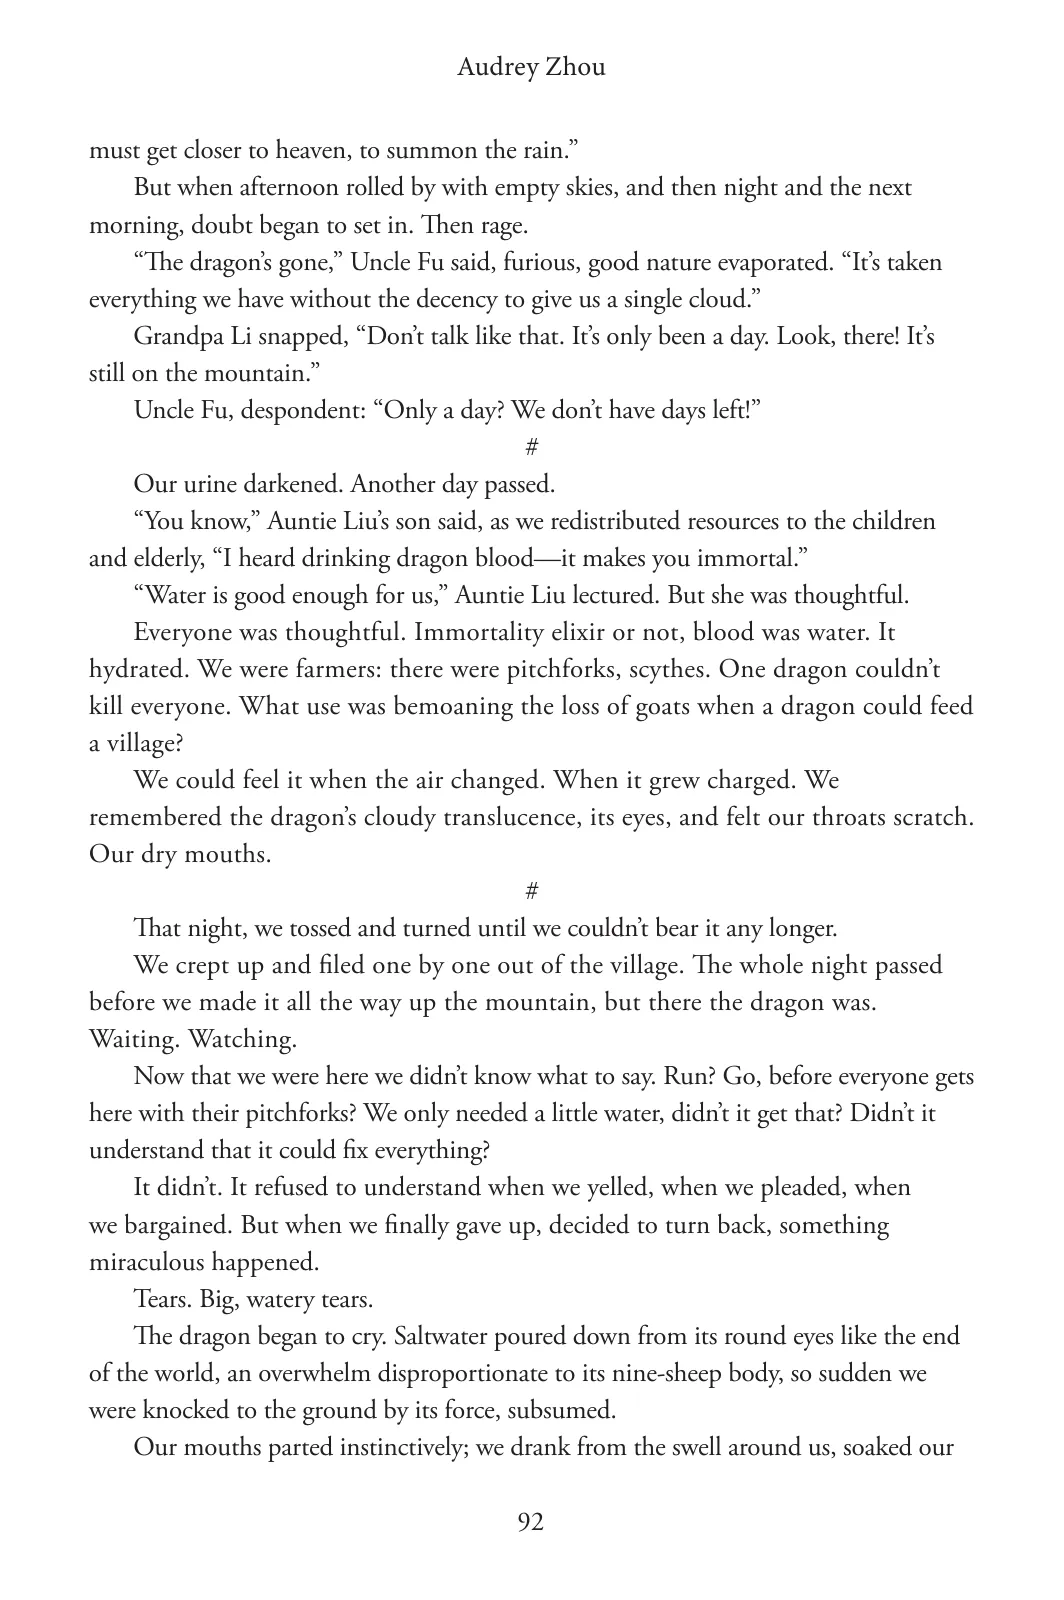 Audrey Zhou
must get closer to heaven, to summon the rain.”
But when afternoon rolled by with empty skies, and then night and the next
morning, doubt began to set in. Then rage.
“The dragon’s gone,” Uncle Fu said, furious, good nature evaporated. “It’s taken
everything we have without the decency to give us a single cloud.”
Grandpa Li snapped, “Don’t talk like that. It’s only been a day. Look, there! It’s
still on the mountain.”
Uncle Fu, despondent: “Only a day? We don’t have days left!”
#
Our urine darkened. Another day passed.
“You know,” Auntie Liu’s son said, as we redistributed resources to the children
and elderly, “I heard drinking dragon blood—it makes you immortal.”
“Water is good enough for us,” Auntie Liu lectured. But she was thoughtful.
Everyone was thoughtful. Immortality elixir or not, blood was water. It
hydrated. We were farmers: there were pitchforks, scythes. One dragon couldn’t
kill everyone. What use was bemoaning the loss of goats when a dragon could feed
a village?
We could feel it when the air changed. When it grew charged. We
remembered the dragon’s cloudy translucence, its eyes, and felt our throats scratch.
Our dry mouths.
#
That night, we tossed and turned until we couldn’t bear it any longer.
We crept up and filed one by one out of the village. The whole night passed
before we made it all the way up the mountain, but there the dragon was.
Waiting. Watching.
Now that we were here we didn’t know what to say. Run? Go, before everyone gets
here with their pitchforks? We only needed a little water, didn’t it get that? Didn’t it
understand that it could fix everything?
It didn’t. It refused to understand when we yelled, when we pleaded, when
we bargained. But when we finally gave up, decided to turn back, something
miraculous happened.
Tears. Big, watery tears.
The dragon began to cry. Saltwater poured down from its round eyes like the end
of the world, an overwhelm disproportionate to its nine-sheep body, so sudden we
were knocked to the ground by its force, subsumed.
Our mouths parted instinctively; we drank from the swell around us, soaked our
92